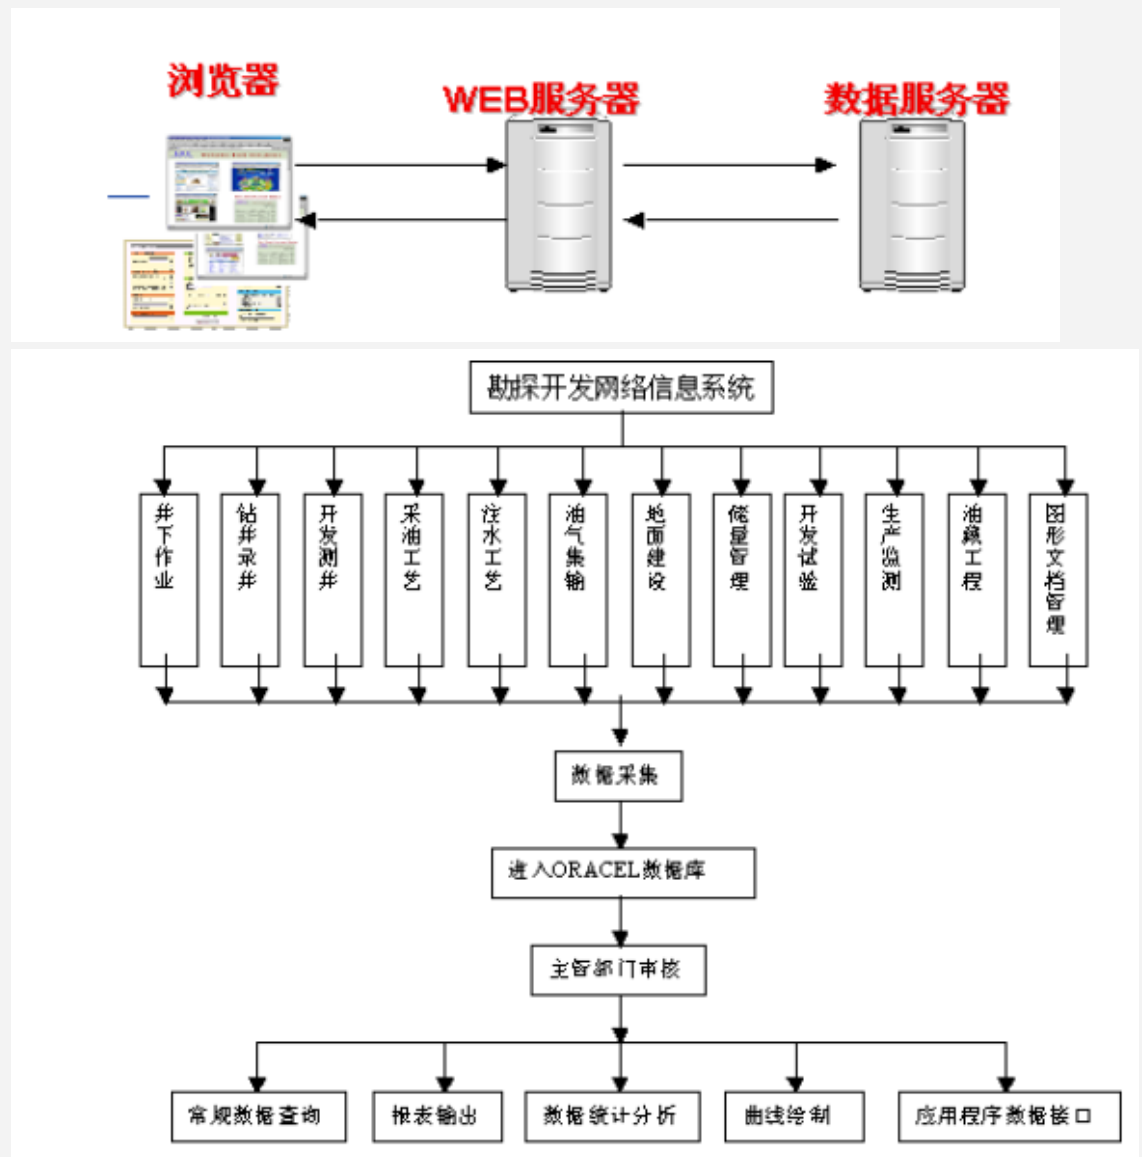 浏览器
WEB服务器
数据服务器
勘探开发网络信息系统
井下作业
钻井录井
开发测井
采油工艺
注水工艺
油气集输
地面建设
储量管理
开发试验
生产监测
油藏工程
图形文档管理
数据采集
进入ORACEL数据库
主管部门审核
常规数据查询
报表输出
数据统计分析
曲线绘制
应用程序数据接口